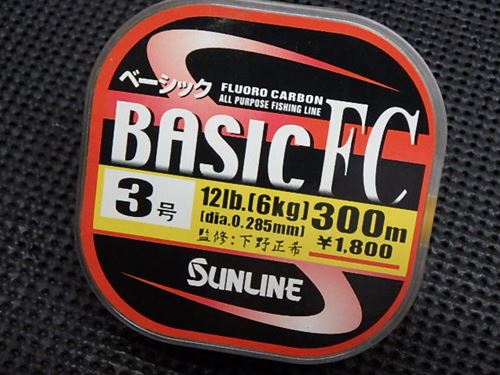 ベーシック FLUORO CARBON
ALL PURPOSE FISHING LINE
BASIC FC
3号 12lb.(6kg) 300m
[dia.0.285mm]
監修:下野正希 ¥1,800
SUNLINE